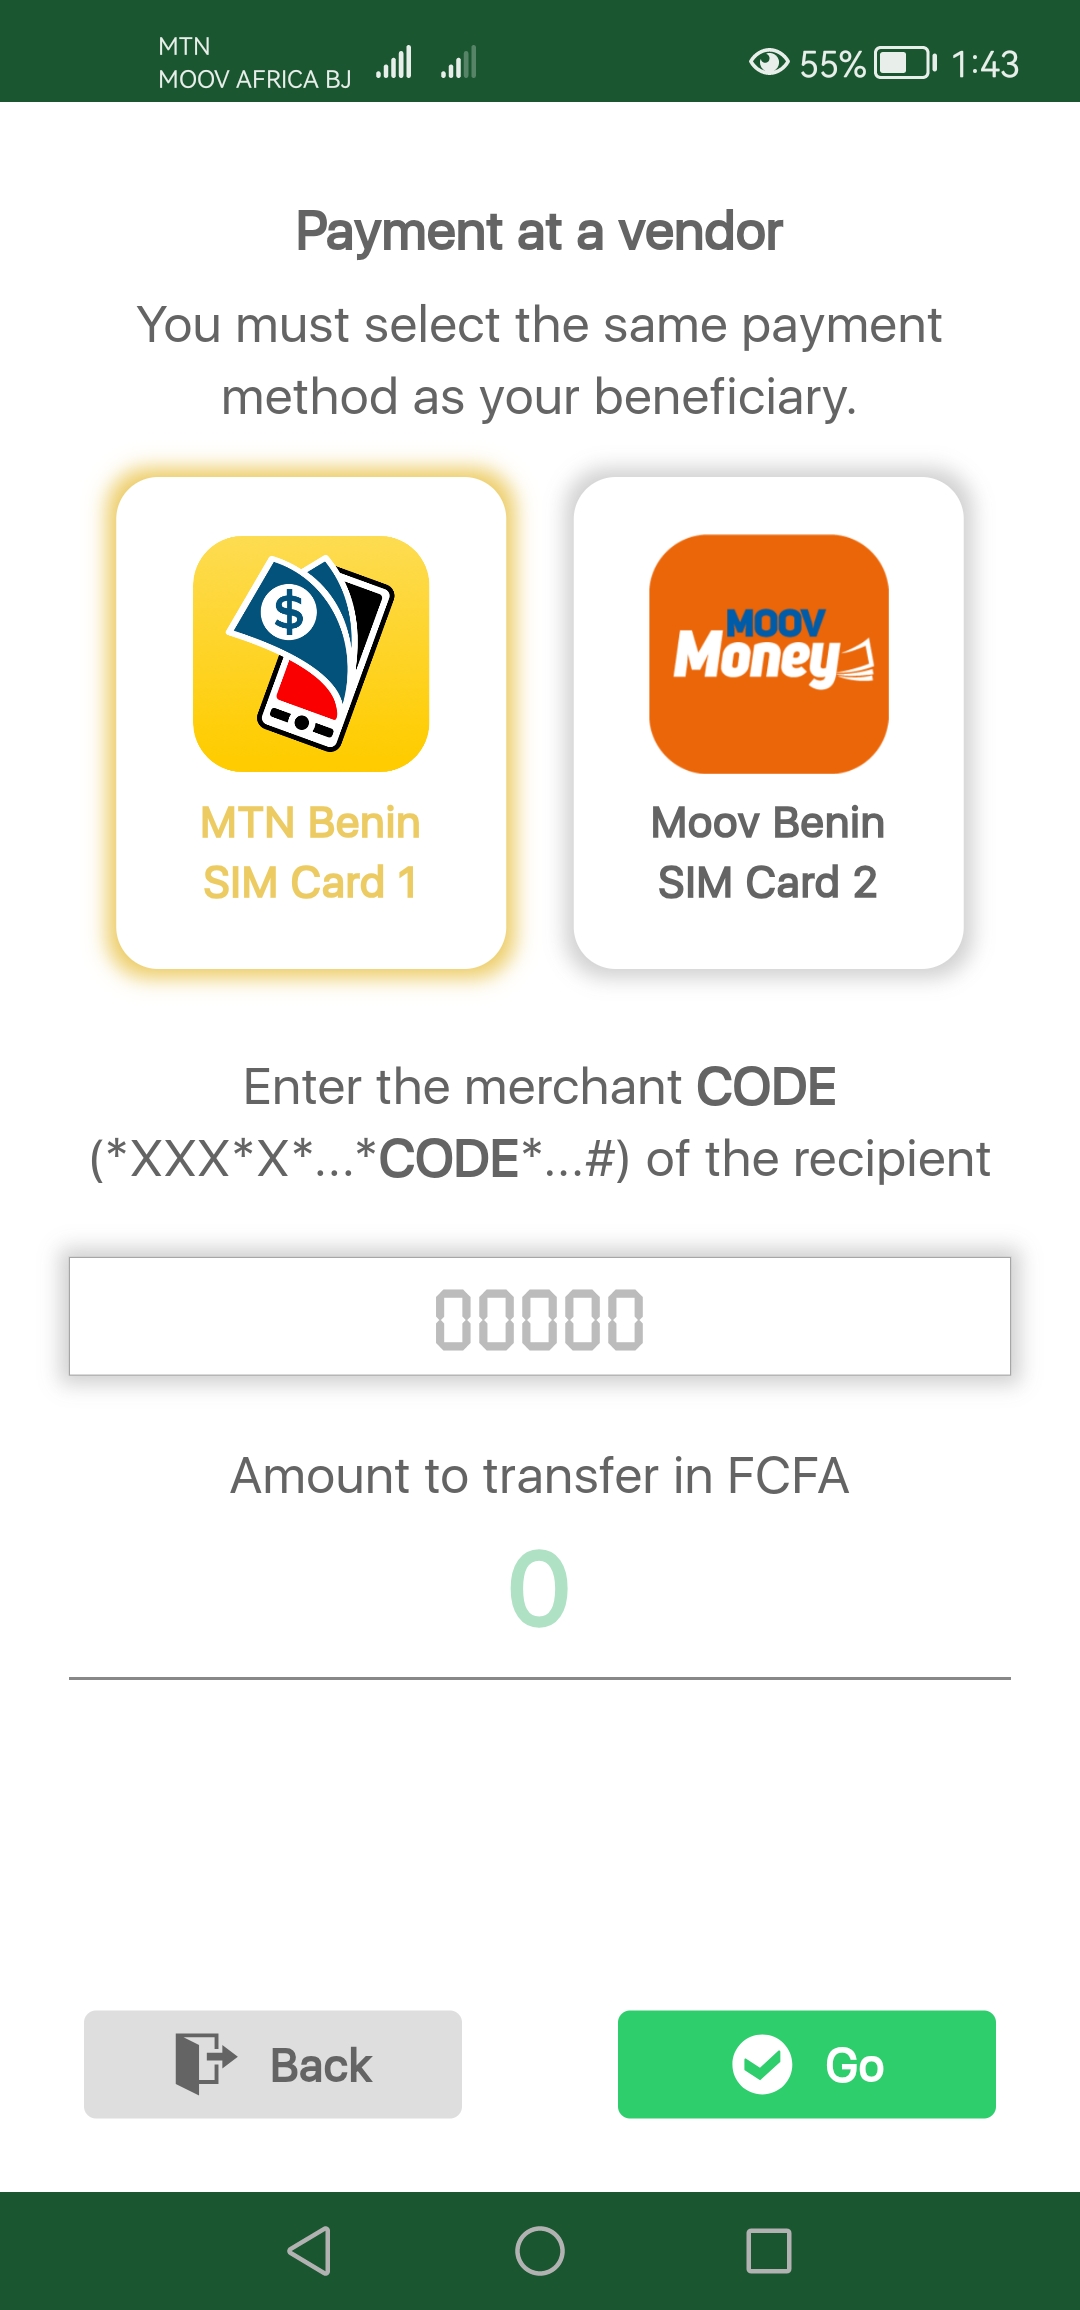 MTN
MOOV AFRICA BJ
55% 1:43
Payment at a vendor
You must select the same payment
method as your beneficiary.
$
MOOV
Money
MTN Benin
SIM Card 1
Moov Benin
SIM Card 2
Enter the merchant CODE
(*XXX*X*...*CODE*...#) of the recipient
00000
Amount to transfer in FCFA
0
Back
Go